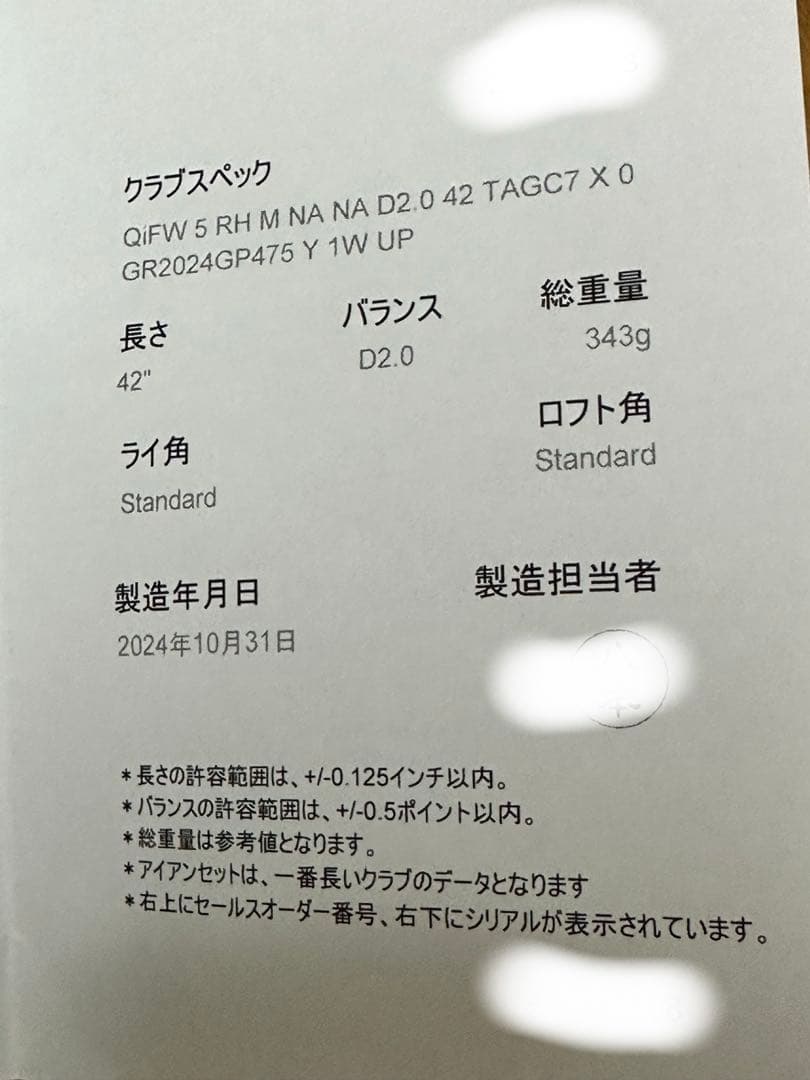 クラブスペック
QiFW 5 RH M NA NA D2.0 42 TAGC7 X 0
GR2024GP475 Y 1W UP
長さ バランス 総重量
42" D2.0 343g
ライ角 ロフト角
Standard Standard
製造年月日 製造担当者
2024年10月31日
*長さの許容範囲は、+/-0.125インチ以内。
*バランスの許容範囲は、+/-0.5ポイント以内。
*総重量は参考値となります。
*アイアンセットは、一番長いクラブのデータとなります
*右上にセールスオーダー番号、右下にシリアルが表示されています。